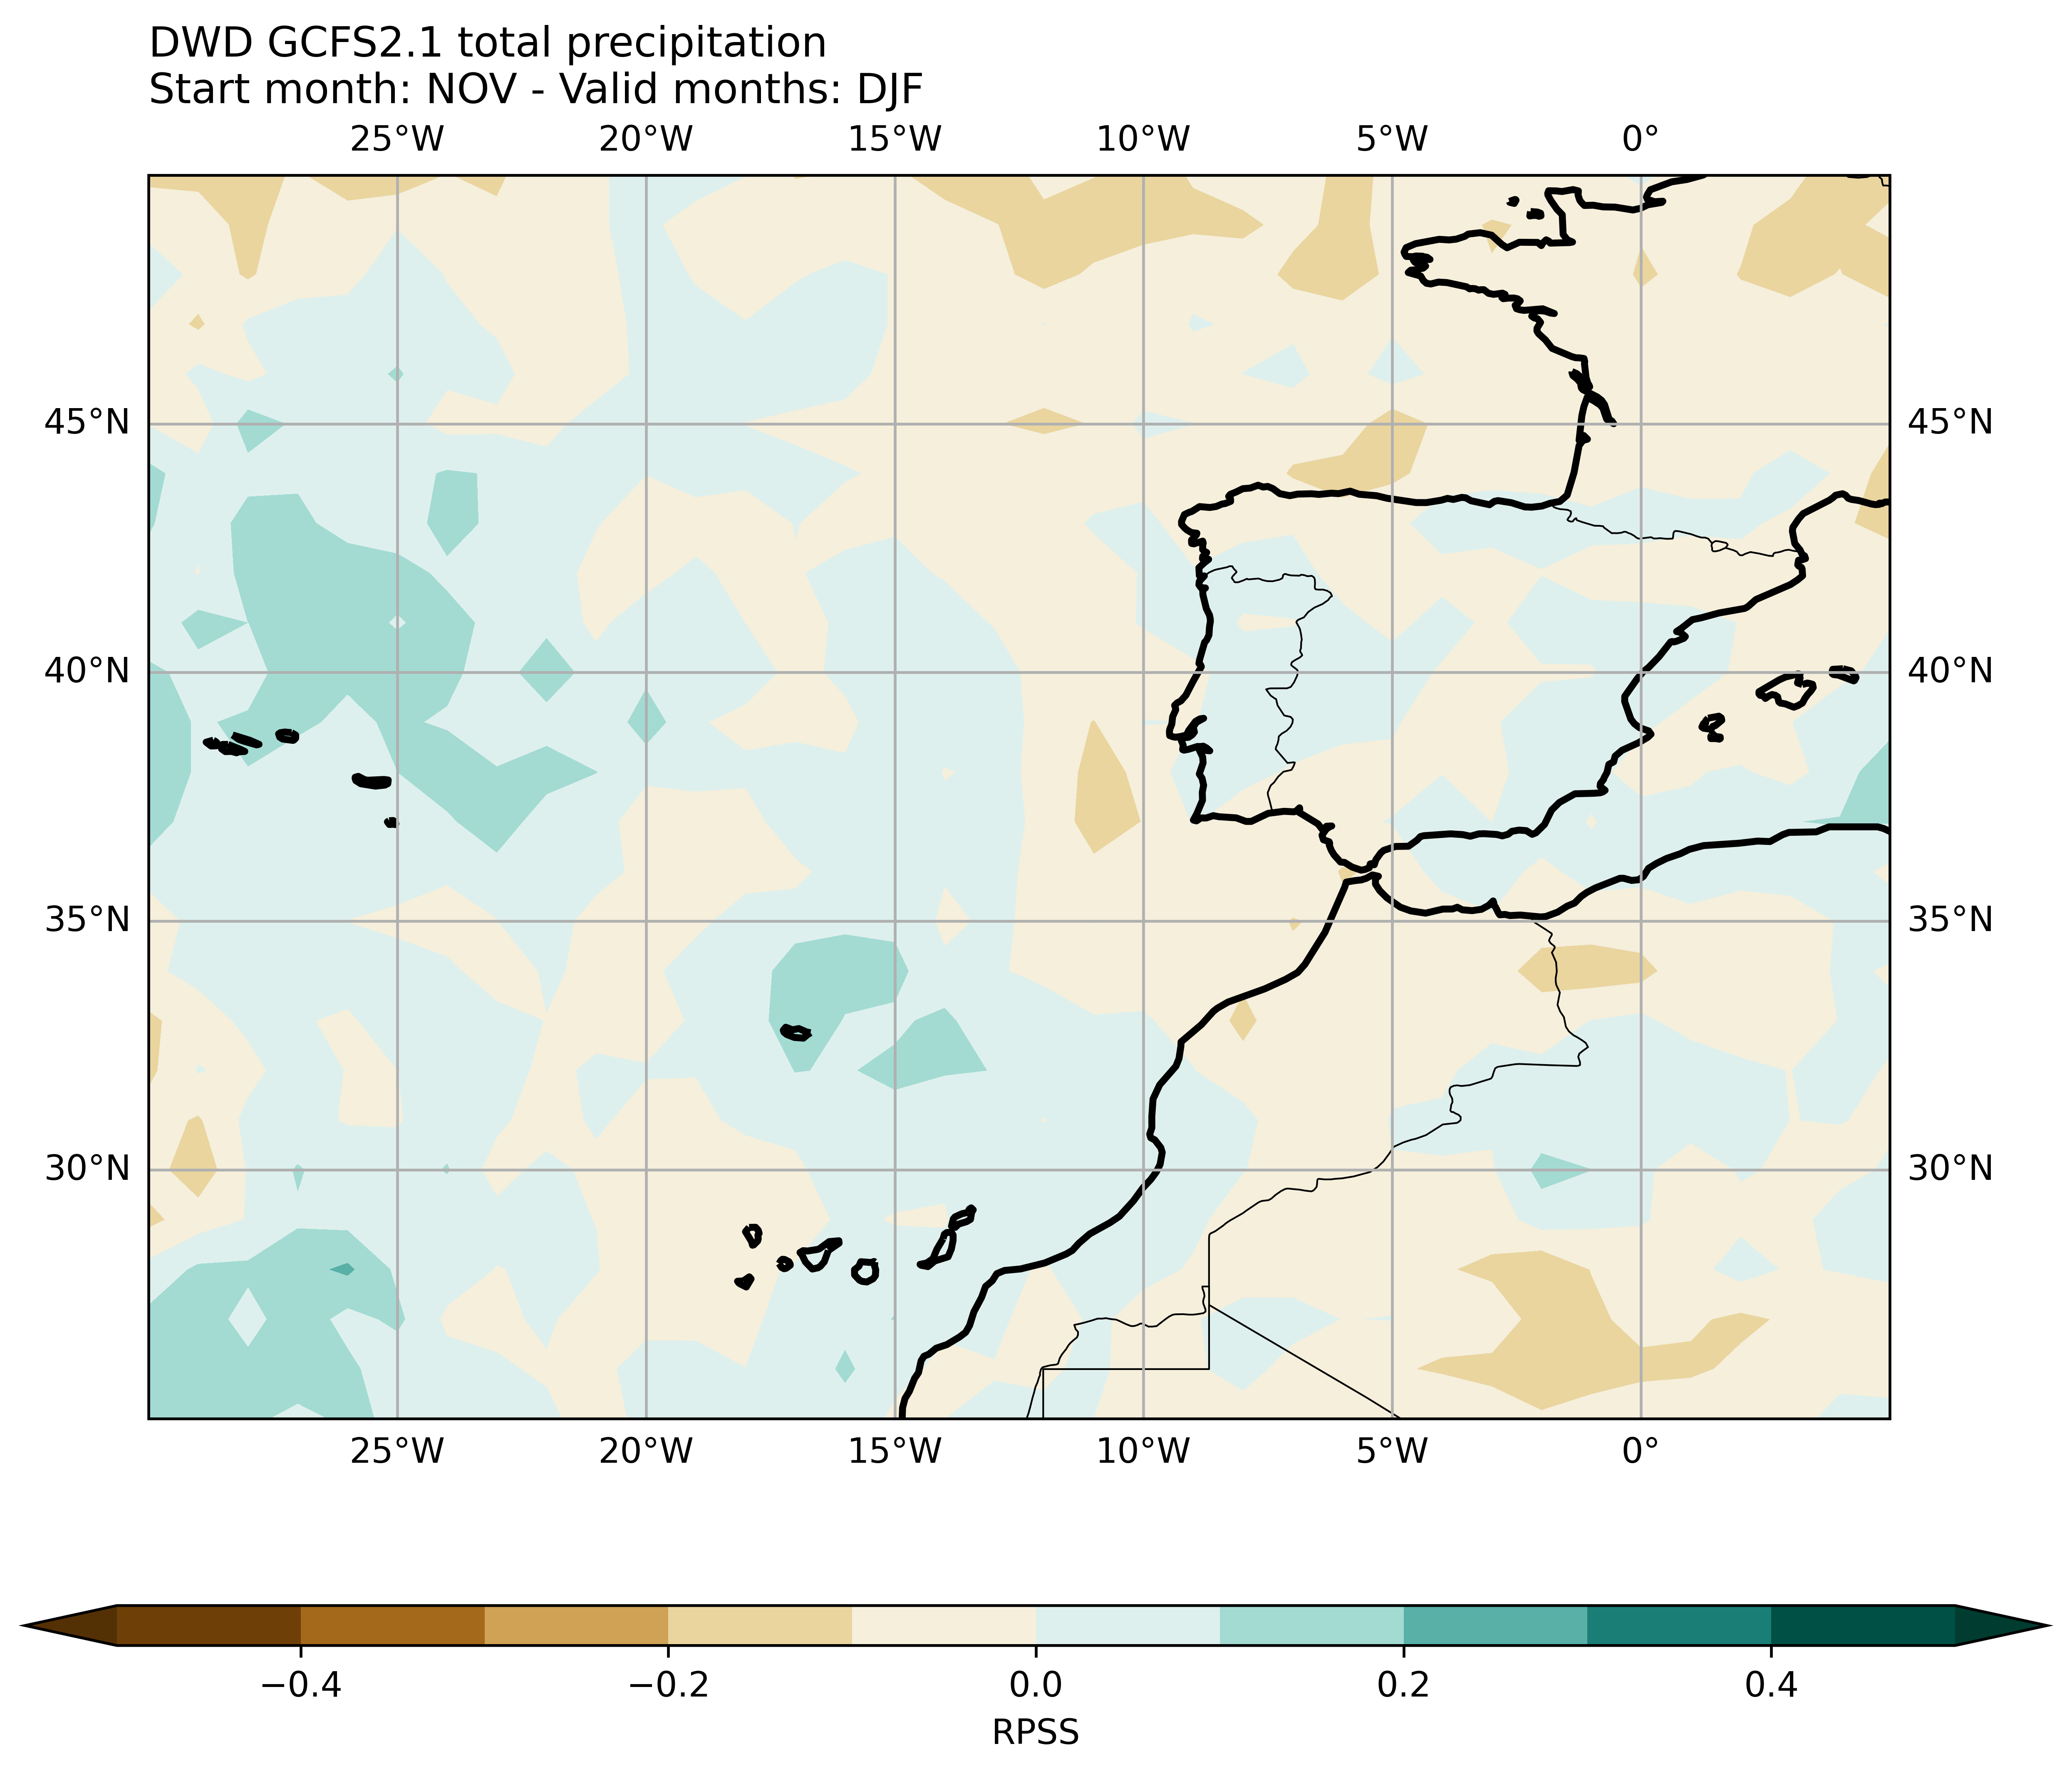 DWD GCFS2.1 total precipitation
Start month: NOV - Valid months: DJF
25°W 20°W 15°W 10°W 5°W 0°
45°N 45°N
40°N 40°N
35°N 35°N
30°N 30°N
25°W 20°W 15°W 10°W 5°W 0°
−0.4 −0.2 0.0 0.2 0.4
RPSS